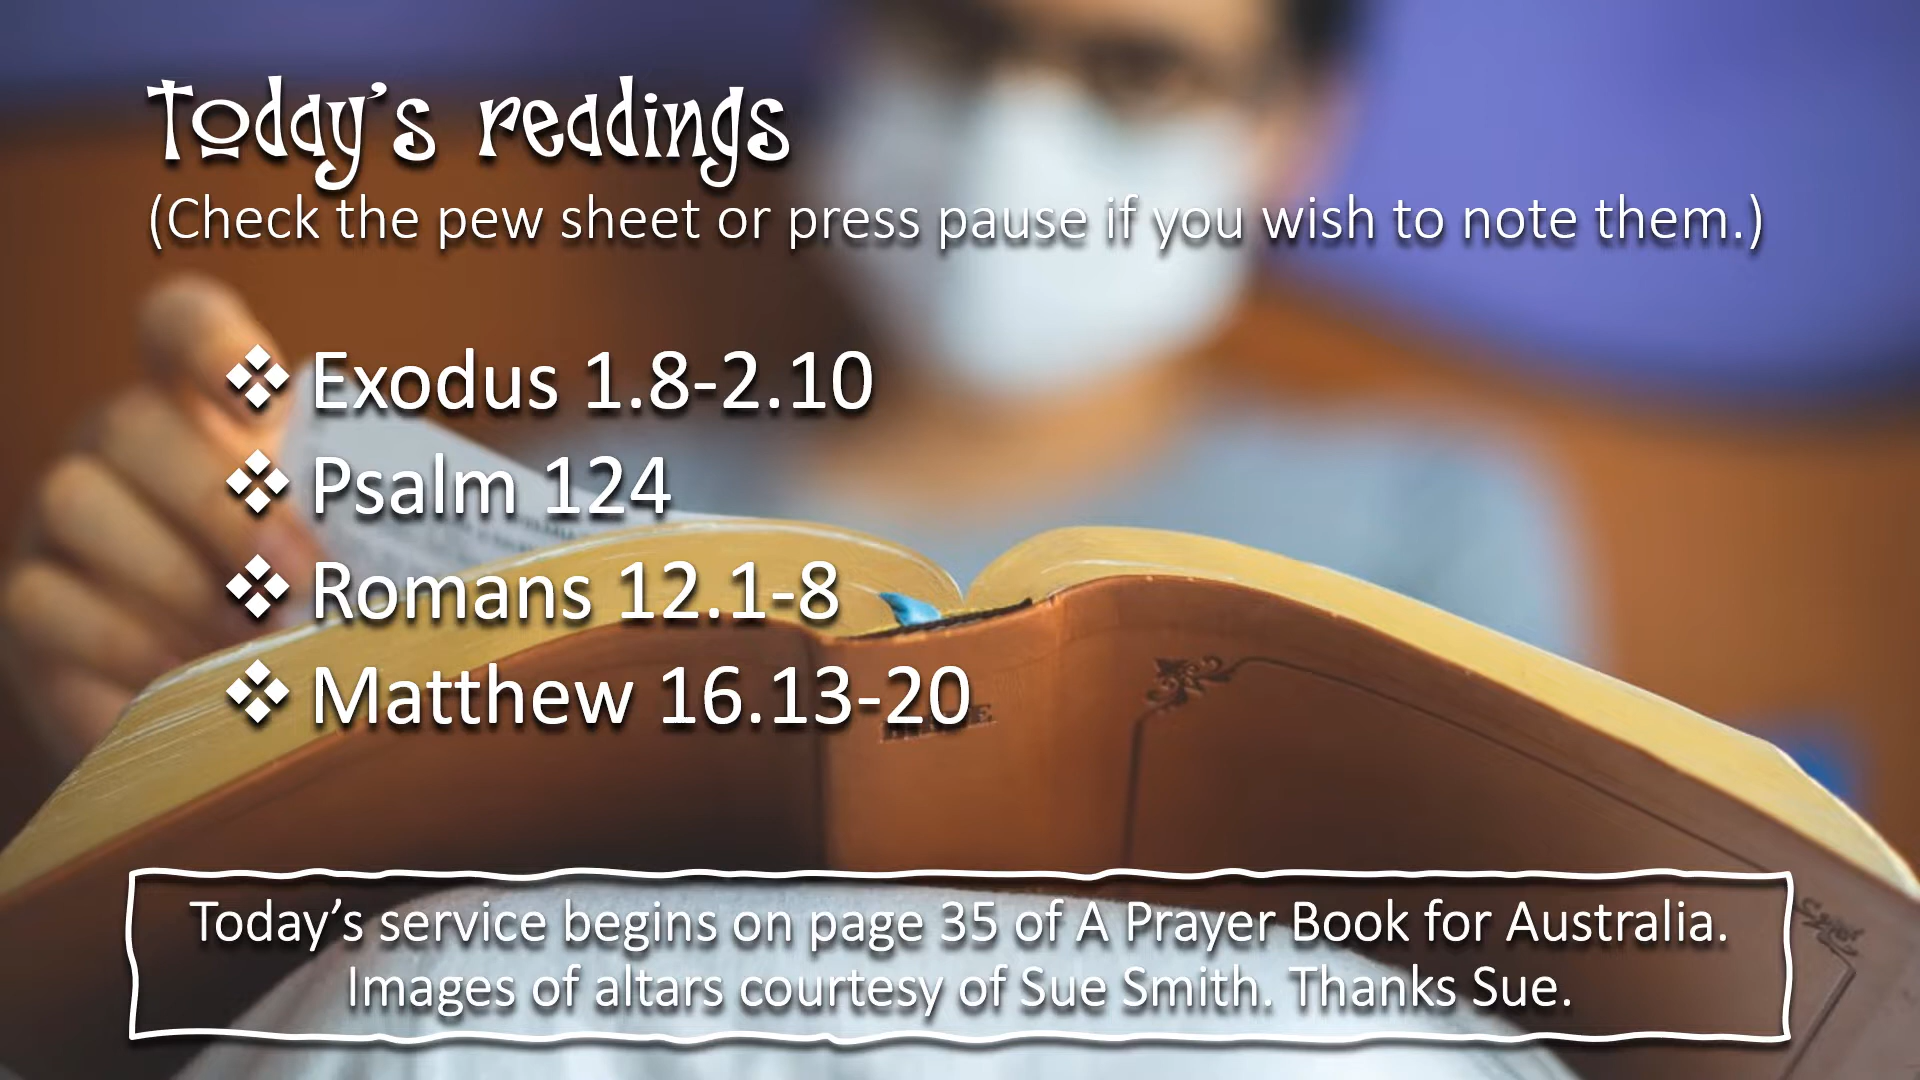 Today's readings
(Check the pew sheet or press pause if you wish to note them.)
❖ Exodus 1.8-2.10
❖ Psalm 124
❖ Romans 12.1-8
❖ Matthew 16.13-20
Today's service begins on page 35 of A Prayer Book for Australia.
Images of altars courtesy of Sue Smith. Thanks Sue.